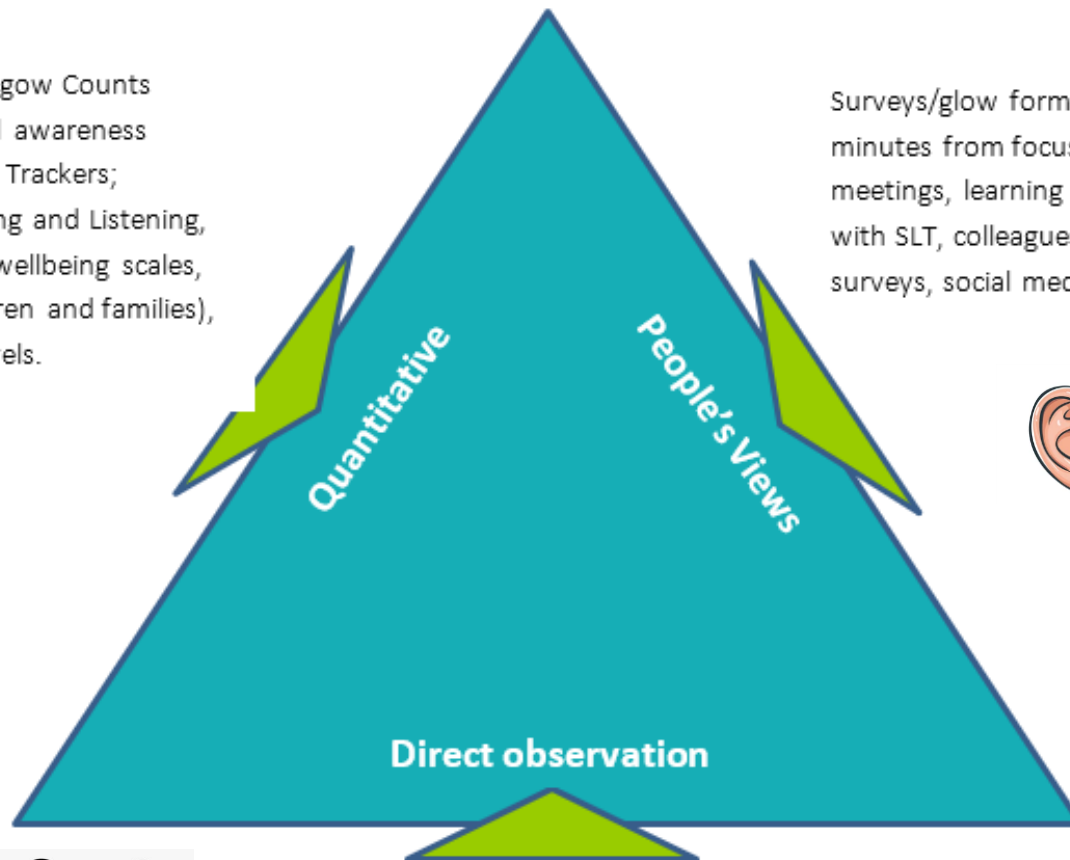 gow Counts
awareness
Trackers;
ng and Listening,
wellbeing scales,
ren and families),
els.
Surveys/glow form
minutes from focus
meetings, learning
with SLT, colleague
surveys, social med
Quantitative
People's Views
Direct observation